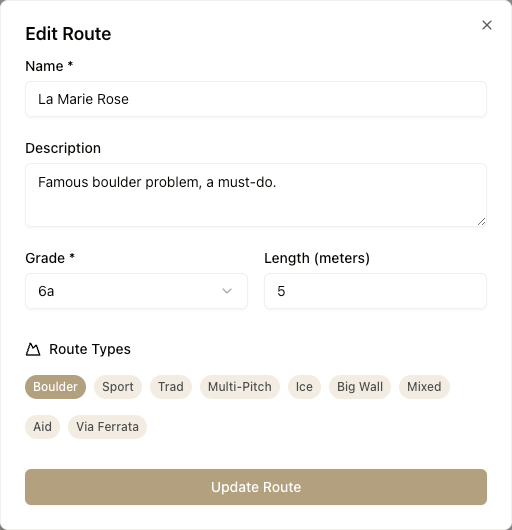 Edit Route
Name *
La Marie Rose
Description
Famous boulder problem, a must-do.
Grade * Length (meters)
6a 5
Route Types
Boulder Sport Trad Multi-Pitch Ice Big Wall Mixed
Aid Via Ferrata
Update Route